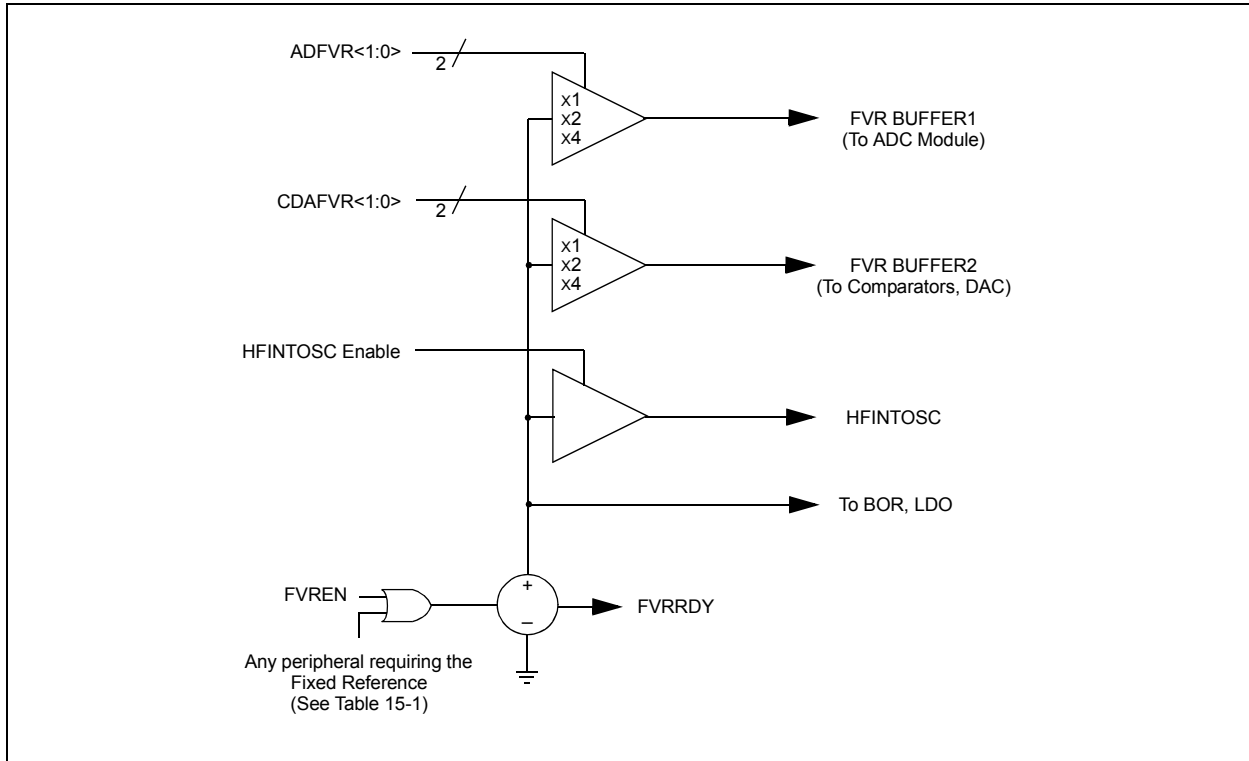 ADFVR<1:0>
2
x1
x2
x4
FVR BUFFER1
(To ADC Module)
CDAFVR<1:0>
2
x1
x2
x4
FVR BUFFER2
(To Comparators, DAC)
HFINTOSC Enable
HFINTOSC
To BOR, LDO
+
_
FVREN
FVRRDY
Any peripheral requiring the
Fixed Reference
(See Table 15-1)